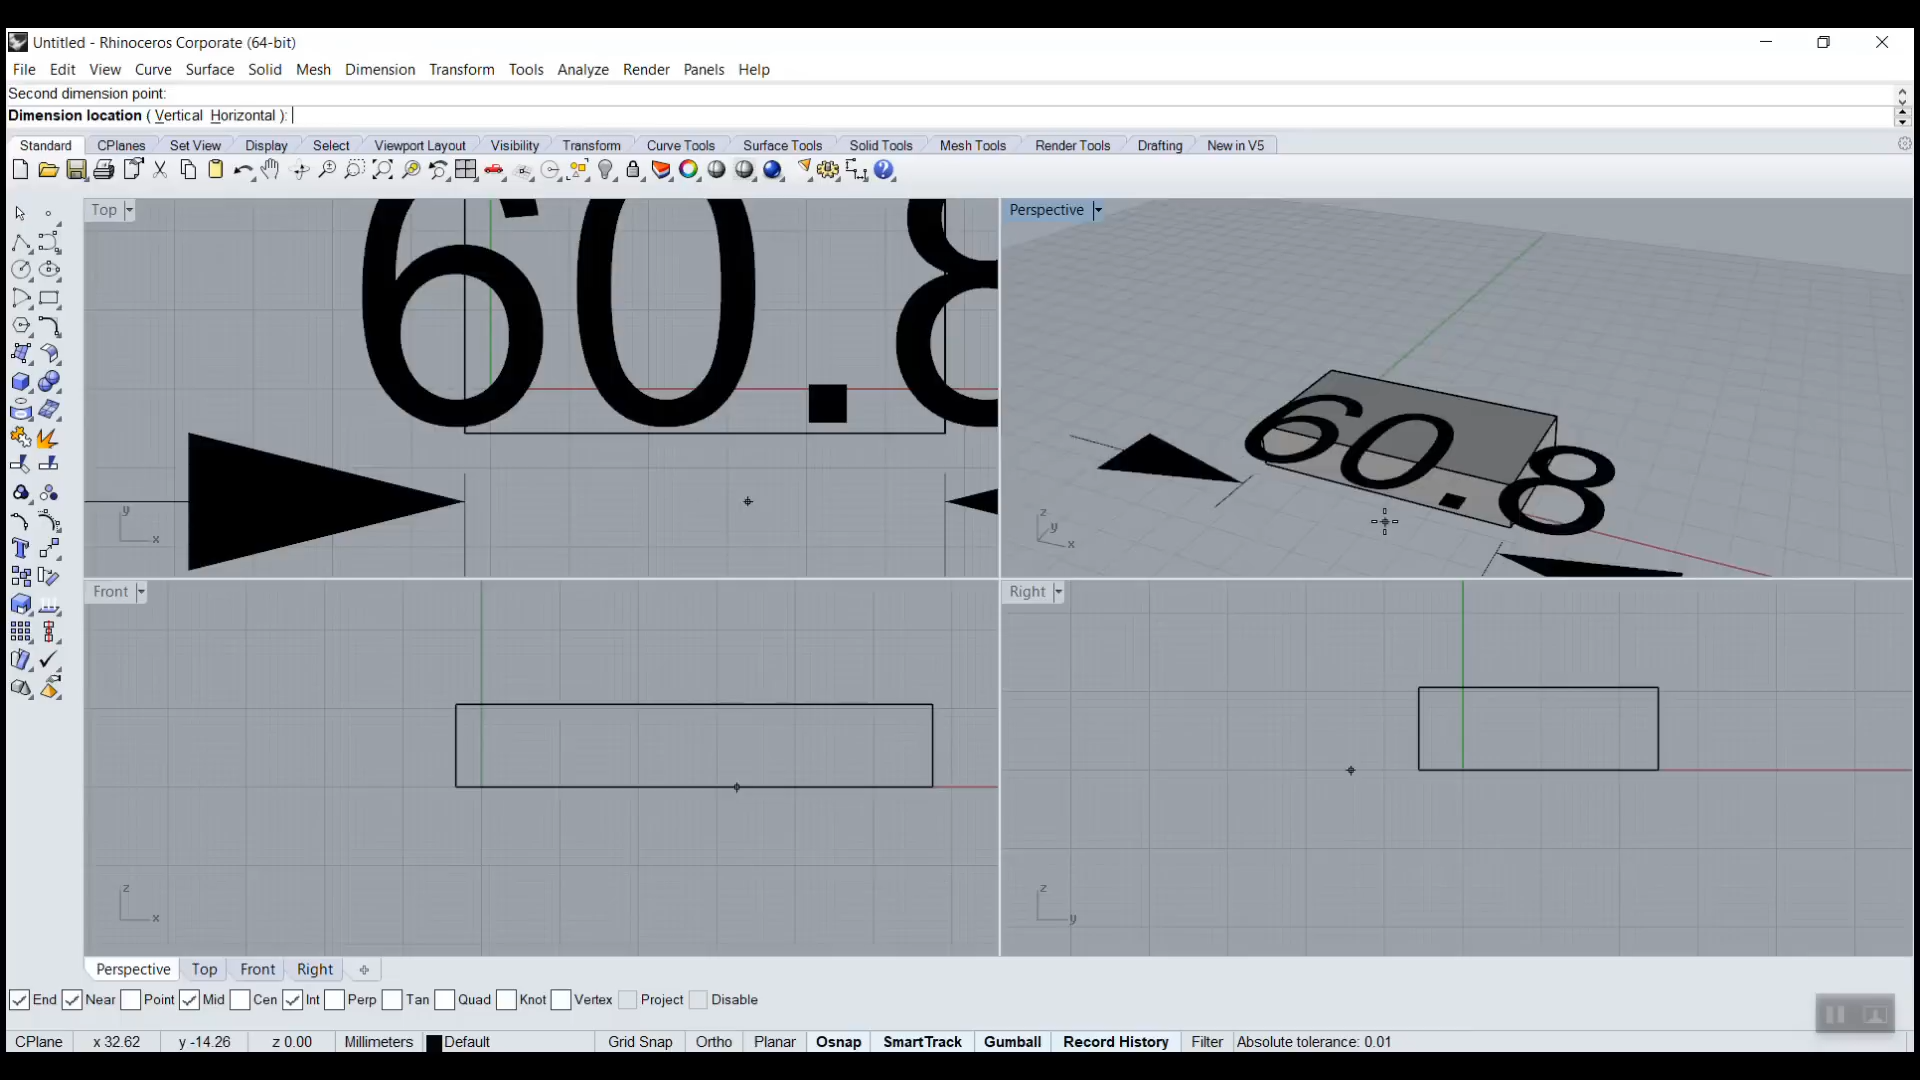 Untitled - Rhinoceros Corporate (64-bit)
File Edit View Curve Surface Solid Mesh Dimension Transform Tools Analyze Render Panels Help
Second dimension point:
Dimension location ( Vertical Horizontal ):
Standard CPlanes Set View Display Select Viewport Layout Visibility Transform Curve Tools Surface Tools Solid Tools Mesh Tools Render Tools Drafting New in V5
Top
60.8
y
x
Perspective
60.8
z
y
x
Front
z
x
Right
z
y
Perspective Top Front Right
End Near Point Mid Cen Int Perp Tan Quad Knot Vertex Project Disable
CPlane x 32.62 y -14.26 z 0.00 Millimeters Default Grid Snap Ortho Planar Osnap SmartTrack Gumball Record History Filter Absolute tolerance: 0.01